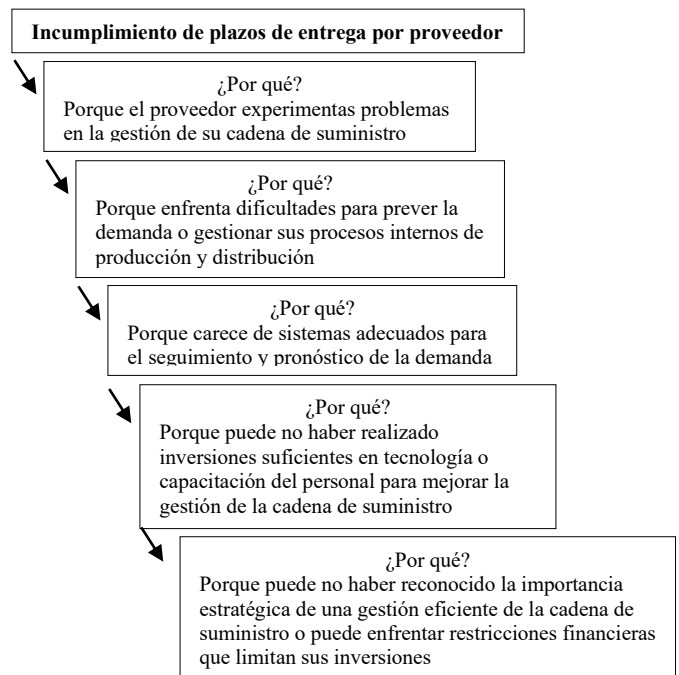 Incumplimiento de plazos de entrega por proveedor
¿Por qué?
Porque el proveedor experimentas problemas
en la gestión de su cadena de suministro
¿Por qué?
Porque enfrenta dificultades para prever la
demanda o gestionar sus procesos internos de
producción y distribución
¿Por qué?
Porque carece de sistemas adecuados para
el seguimiento y pronóstico de la demanda
¿Por qué?
Porque puede no haber realizado
inversiones suficientes en tecnología o
capacitación del personal para mejorar la
gestión de la cadena de suministro
¿Por qué?
Porque puede no haber reconocido la importancia
estratégica de una gestión eficiente de la cadena de
suministro o puede enfrentar restricciones financieras
que limitan sus inversiones